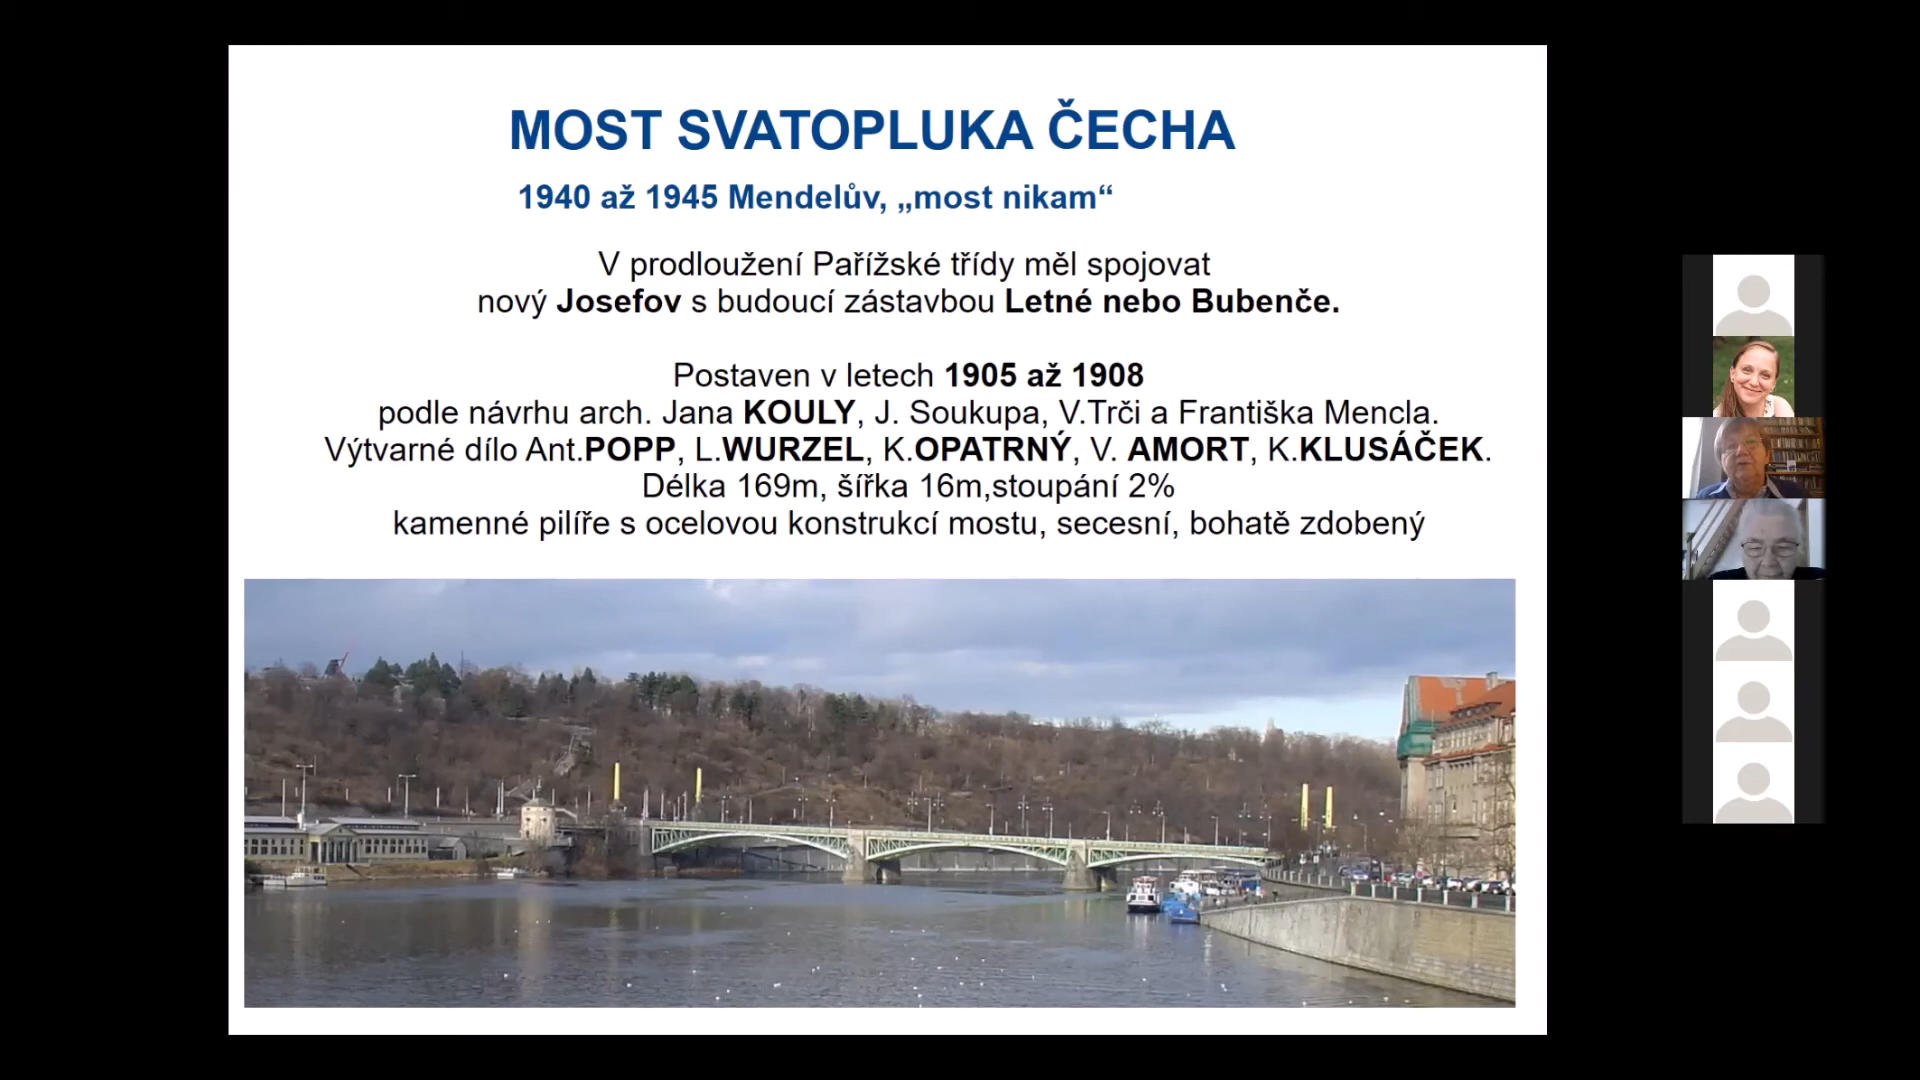 MOST SVATOPLUKA ČECHA
1940 až 1945 Mendelův, „most nikam“
V prodloužení Pařížské třídy měl spojovat
nový Josefov s budoucí zástavbou Letné nebo Bubenče.
Postaven v letech 1905 až 1908
podle návrhu arch. Jana KOULY, J. Soukupa, V.Trči a Františka Mencla.
Výtvarné dílo Ant.POPP, L.WURZEL, K.OPATRNÝ, V. AMORT, K.KLUSÁČEK.
Délka 169m, šířka 16m,stoupání 2%
kamenné pilíře s ocelovou konstrukcí mostu, secesní, bohatě zdobený